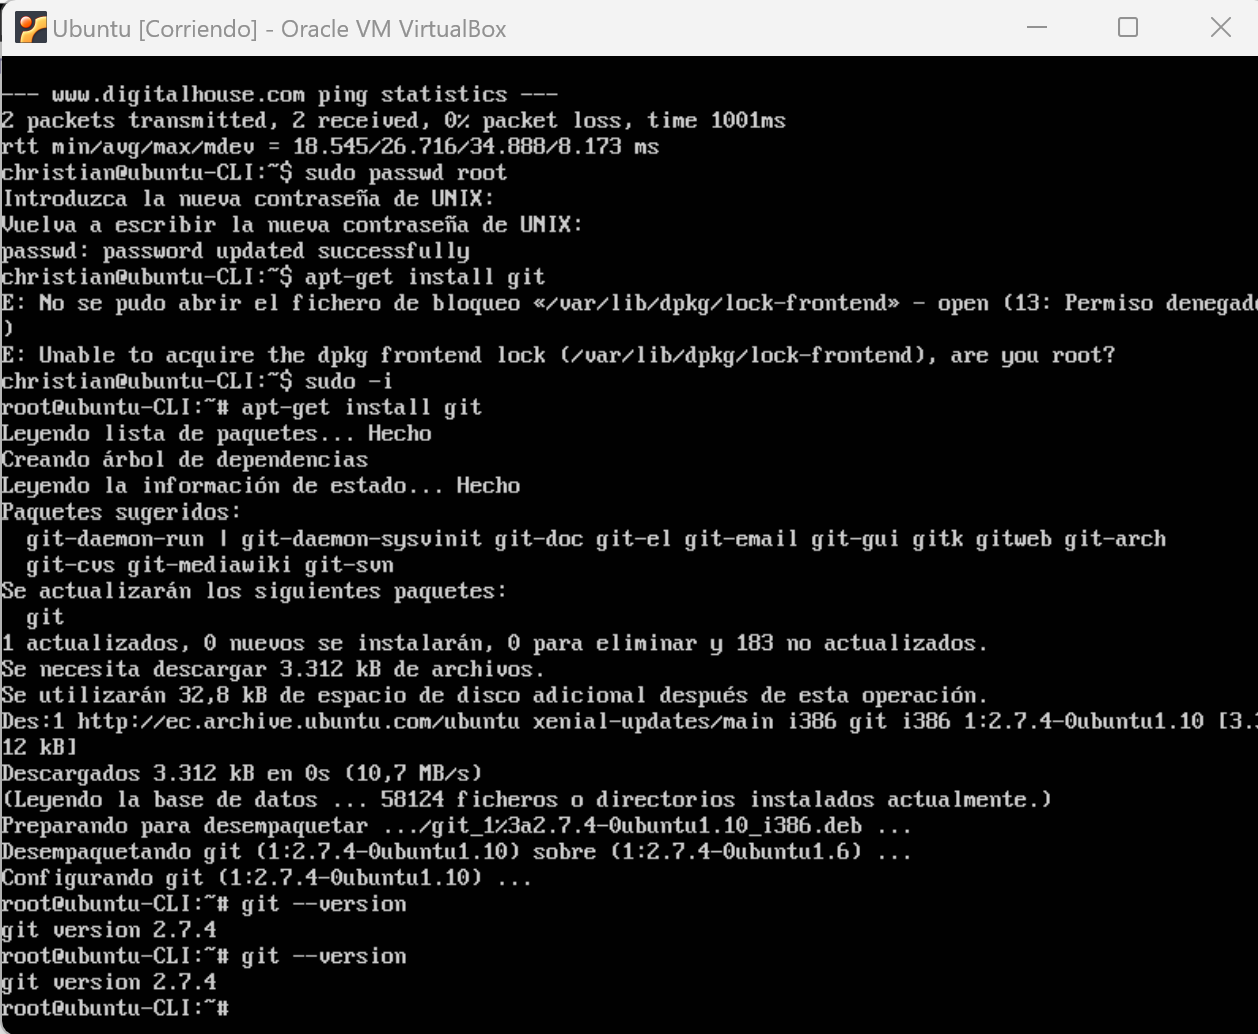 Ubuntu [Corriendo] - Oracle VM VirtualBox
--- www.digitalhouse.com ping statistics ---
2 packets transmitted, 2 received, 0% packet loss, time 1001ms
rtt min/avg/max/mdev = 18.545/26.716/34.888/8.173 ms
christian@ubuntu-CLI:~$ sudo passwd root
Introduzca la nueva contraseña de UNIX:
Vuelva a escribir la nueva contraseña de UNIX:
passwd: password updated successfully
christian@ubuntu-CLI:~$ apt-get install git
E: No se pudo abrir el fichero de bloqueo «/var/lib/dpkg/lock-frontend» - open (13: Permiso denegado
)
E: Unable to acquire the dpkg frontend lock (/var/lib/dpkg/lock-frontend), are you root?
christian@ubuntu-CLI:~$ sudo -i
root@ubuntu-CLI:~# apt-get install git
Leyendo lista de paquetes... Hecho
Creando árbol de dependencias
Leyendo la información de estado... Hecho
Paquetes sugeridos:
  git-daemon-run | git-daemon-sysvinit git-doc git-el git-email git-gui gitk gitweb git-arch
  git-cvs git-mediawiki git-svn
Se actualizarán los siguientes paquetes:
  git
1 actualizados, 0 nuevos se instalarán, 0 para eliminar y 183 no actualizados.
Se necesita descargar 3.312 kB de archivos.
Se utilizarán 32,8 kB de espacio de disco adicional después de esta operación.
Des:1 http://ec.archive.ubuntu.com/ubuntu xenial-updates/main i386 git i386 1:2.7.4-0ubuntu1.10 [3.3
12 kB]
Descargados 3.312 kB en 0s (10,7 MB/s)
(Leyendo la base de datos ... 58124 ficheros o directorios instalados actualmente.)
Preparando para desempaquetar .../git_1%3a2.7.4-0ubuntu1.10_i386.deb ...
Desempaquetando git (1:2.7.4-0ubuntu1.10) sobre (1:2.7.4-0ubuntu1.6) ...
Configurando git (1:2.7.4-0ubuntu1.10) ...
root@ubuntu-CLI:~# git --version
git version 2.7.4
root@ubuntu-CLI:~# git --version
git version 2.7.4
root@ubuntu-CLI:~#